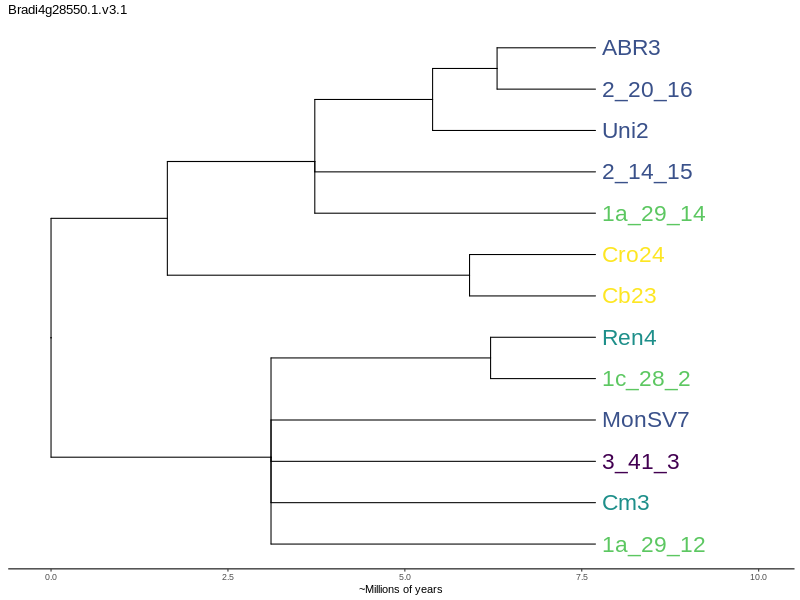 Bradi4g28550.1.v3.1
ABR3
2_20_16
Uni2
2_14_15
1a_29_14
Cro24
Cb23
Ren4
1c_28_2
MonSV7
3_41_3
Cm3
1a_29_12
0.0 2.5 5.0 7.5 10.0
~Millions of years